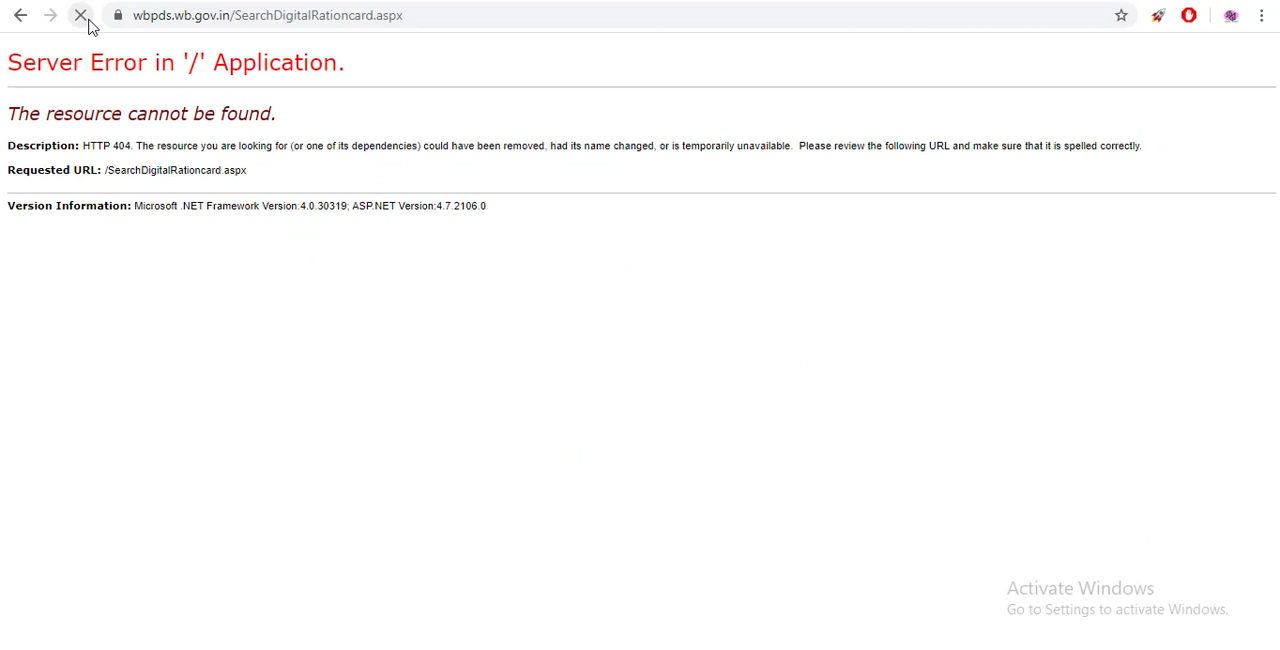 wbpds.wb.gov.in/SearchDigitalRationcard.aspx
Server Error in '/' Application.
The resource cannot be found.
Description: HTTP 404. The resource you are looking for (or one of its dependencies) could have been removed, had its name changed, or is temporarily unavailable.  Please review the following URL and make sure that it is spelled correctly.
Requested URL: /SearchDigitalRationcard.aspx
Version Information: Microsoft .NET Framework Version:4.0.30319; ASP.NET Version:4.7.2106.0
Activate Windows
Go to Settings to activate Windows.